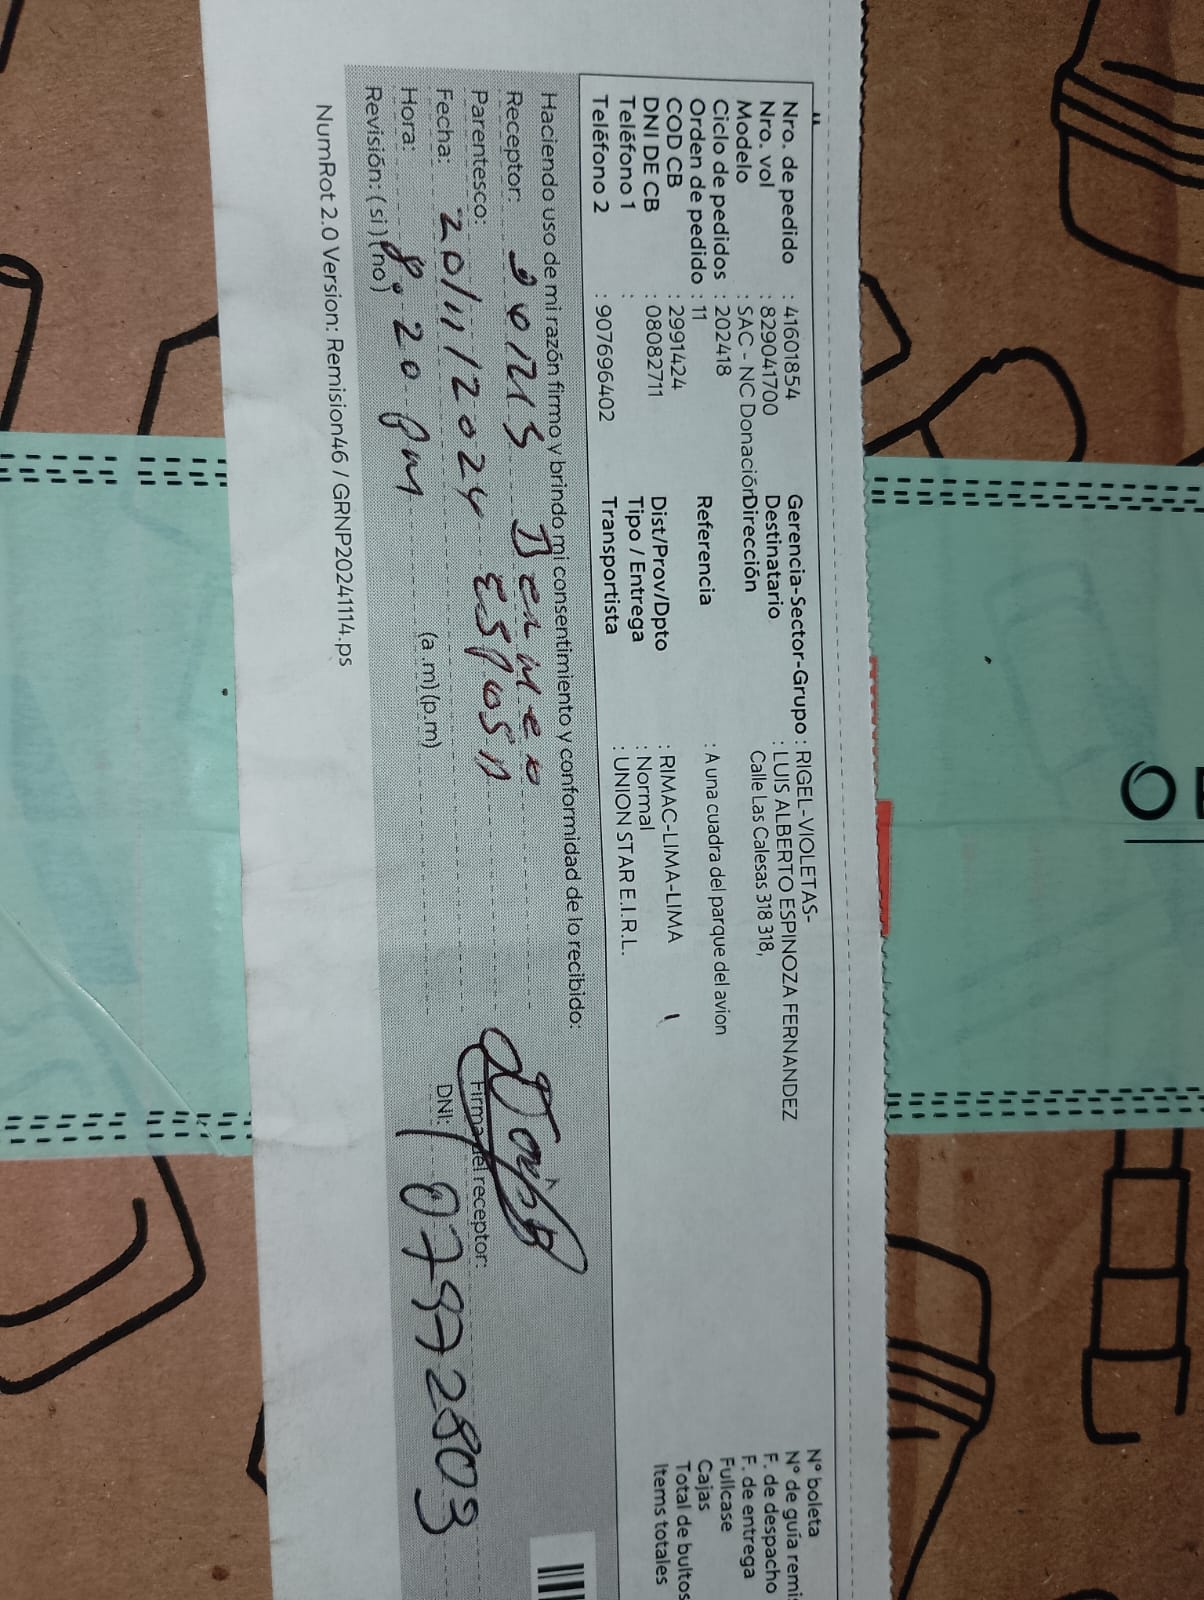 Nro. de pedido : 41601854 Gerencia-Sector-Grupo : RIGEL-VIOLETAS- N° boleta
Nro. vol : 829041700 Destinatario : LUIS ALBERTO ESPINOZA FERNANDEZ N° de guía remi
Modelo : SAC - NC Donación Dirección Calle Las Calesas 318 318, F. de despacho
Ciclo de pedidos : 202418 F. de entrega
Orden de pedido : 11 Referencia : A una cuadra del parque del avion Fullcase
COD CB : 2991424 Cajas
DNI DE CB : 08082711 Dist/Prov/Dpto : RIMAC-LIMA-LIMA Total de bultos
Teléfono 1 : Tipo / Entrega : Normal Items totales
Teléfono 2 : 907696402 Transportista : UNION STAR E.I.R.L.
Haciendo uso de mi razón firmo y brindo mi consentimiento y conformidad de lo recibido:
Receptor:
Parentesco: ESPOSA Firma del receptor:
Fecha: 20/11/2024 DNI:
Hora: 8:20 pm (a .m) (p.m)
Revisión: ( si ) ( no )
NumRot 2.0 Version: Remision46 / GRNP20241114.ps